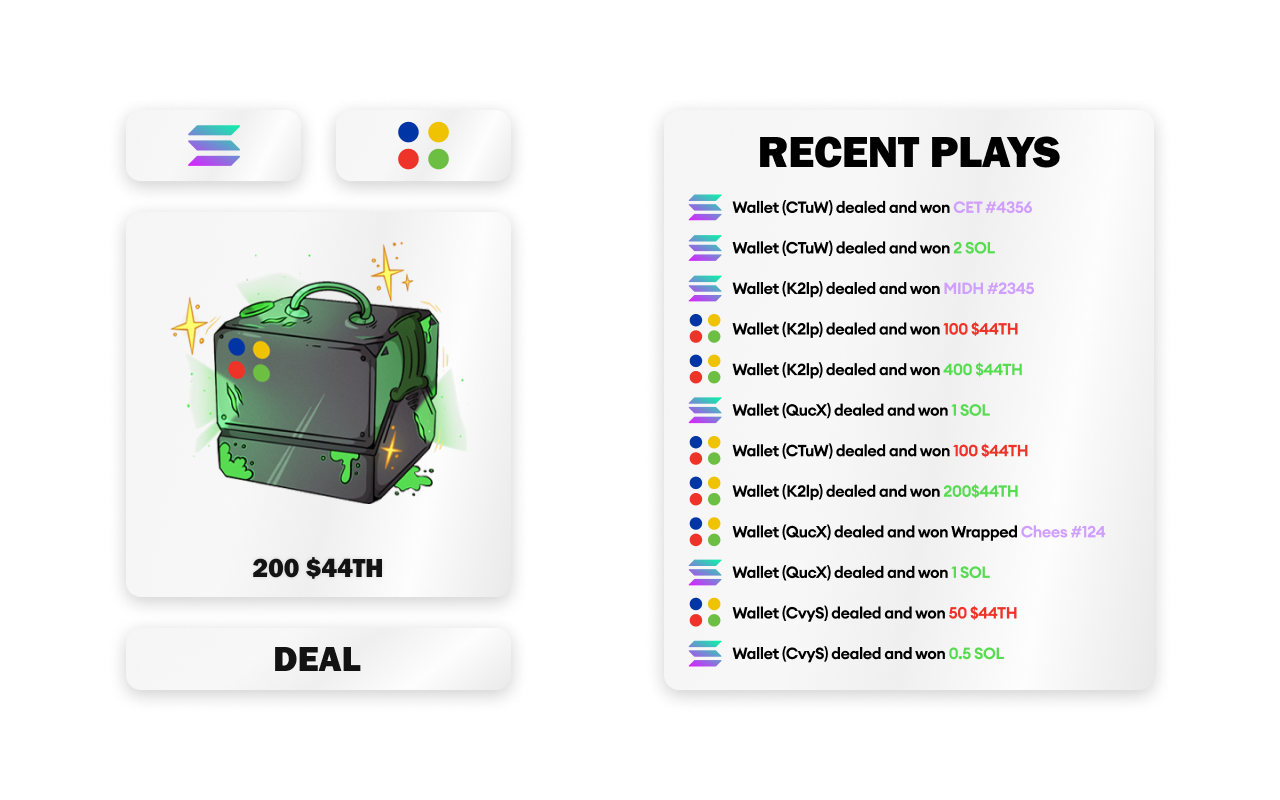 200 $44TH
DEAL
RECENT PLAYS
Wallet (CTuW) dealed and won CET #4356
Wallet (CTuW) dealed and won 2 SOL
Wallet (K2lp) dealed and won MIDH #2345
Wallet (K2lp) dealed and won 100 $44TH
Wallet (K2lp) dealed and won 400 $44TH
Wallet (QucX) dealed and won 1 SOL
Wallet (CTuW) dealed and won 100 $44TH
Wallet (K2lp) dealed and won 200$44TH
Wallet (QucX) dealed and won Wrapped Chees #124
Wallet (QucX) dealed and won 1 SOL
Wallet (CvyS) dealed and won 50 $44TH
Wallet (CvyS) dealed and won 0.5 SOL